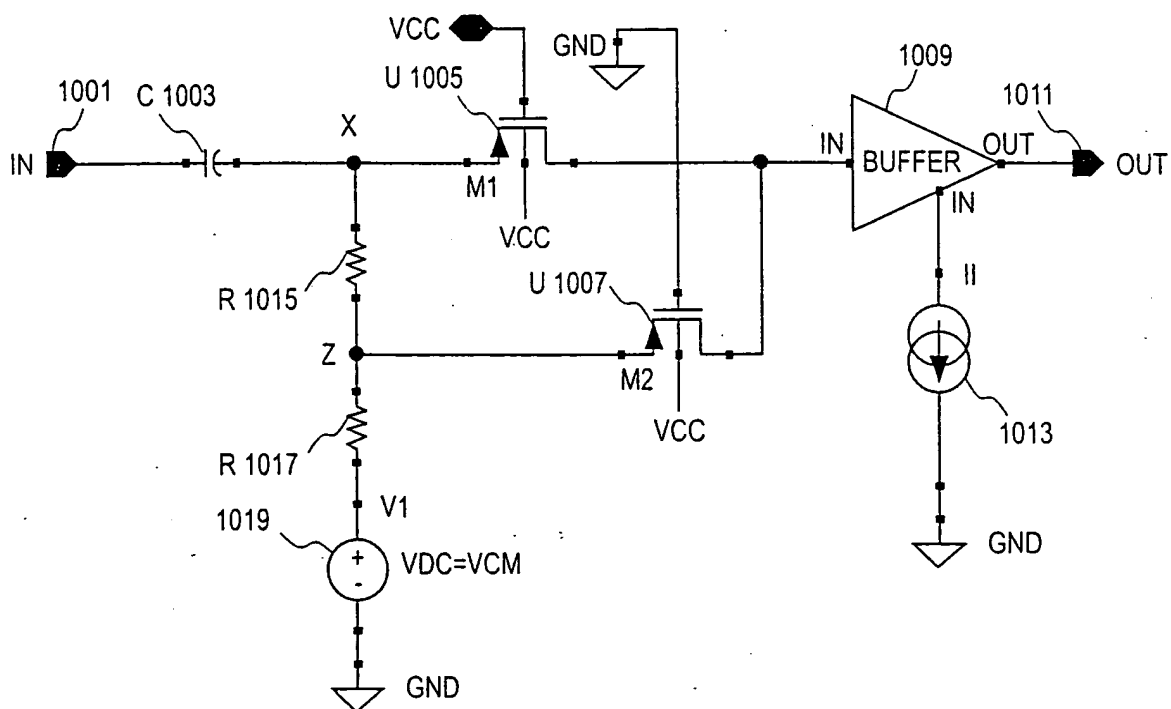 VCC
GND
1009
1001
C 1003
U 1005
1011
X
IN
M1
IN
BUFFER
OUT
OUT
IN
VCC
R 1015
U 1007
II
Z
M2
VCC
1013
R 1017
V1
1019
+
-
VDC=VCM
GND
GND